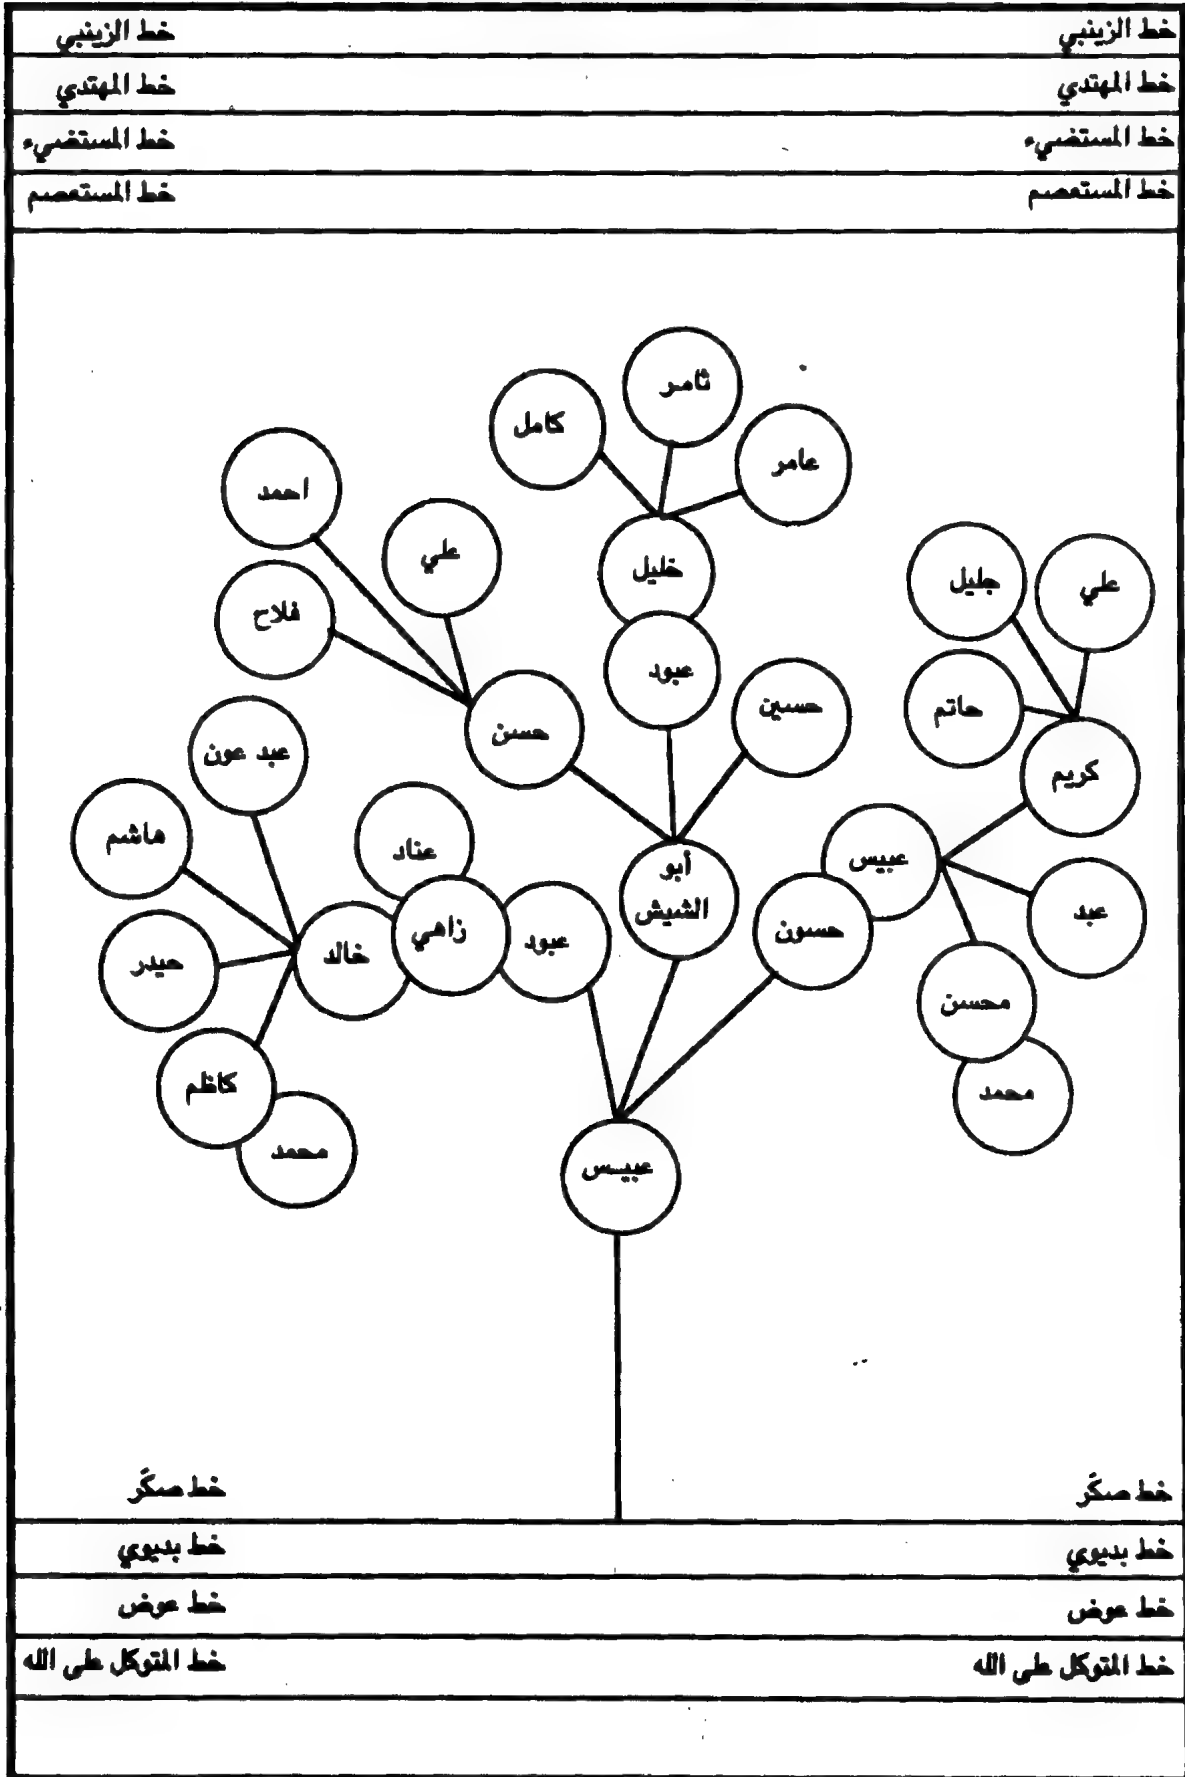 خط الزينبي خط الزينبي
خط المهتدي خط المهتدي
خط المستضيء خط المستضيء
خط المستعصم خط المستعصم
ثامر
كامل
عامر
احمد
علي
خليل
جليل
علي
فلاح
عبود
حسين
حاتم
حسن
كريم
عبد عون
هاشم
عناد
أبو
الشيش
عبيس
عبد
حيدر
خالد
زاهي
عبود
حسون
محسن
كاظم
محمد
محمد
عبيس
خط صكّر خط صكّر
خط بديوي خط بديوي
خط عوض خط عوض
خط المتوكل على الله خط المتوكل على الله